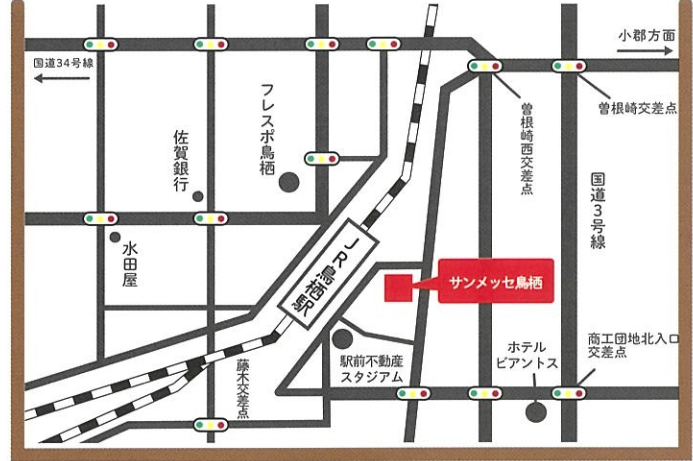 国道34号線
小郡方面
フレスポ鳥栖
佐賀銀行
曽根崎西交差点
曽根崎交差点
国道3号線
水田屋
JR鳥栖駅
サンメッセ鳥栖
駅前不動産
スタジアム
藤木交差点
ホテル
ビアントス
商工団地北入口
交差点